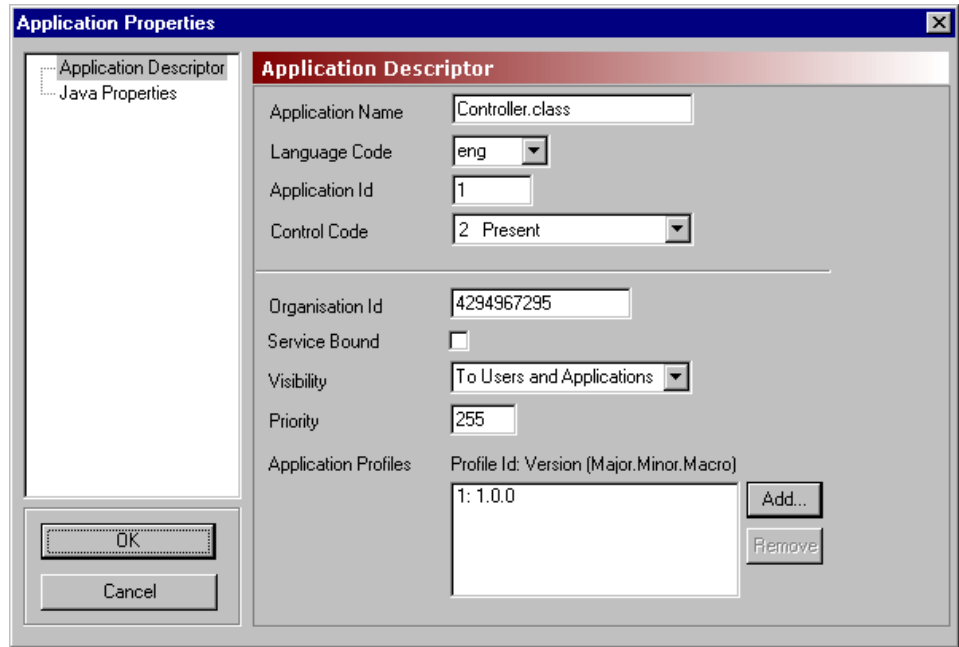 Application Properties
Application Descriptor
Java Properties
OK
Cancel
Application Descriptor
Application Name Controller.class
Language Code eng
Application Id 1
Control Code 2 Present
Organisation Id 4294967295
Service Bound
Visibility To Users and Applications
Priority 255
Application Profiles Profile Id: Version (Major.Minor.Macro)
1: 1.0.0
Add...
Remove